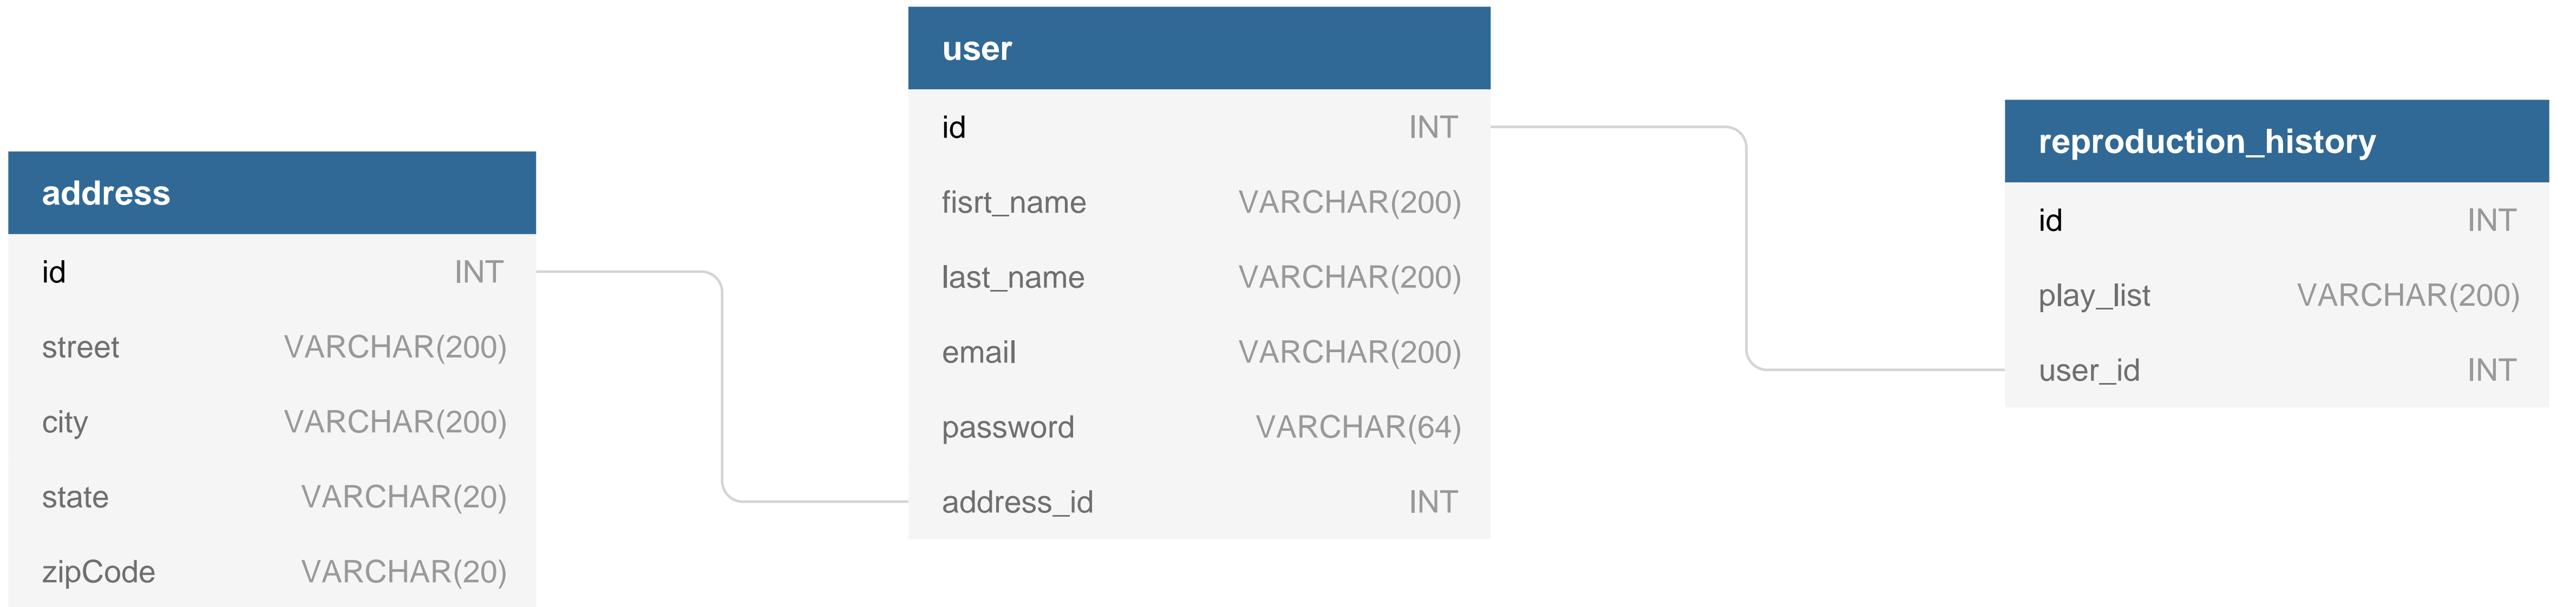 address
id INT
street VARCHAR(200)
city VARCHAR(200)
state VARCHAR(20)
zipCode VARCHAR(20)
user
id INT
fisrt_name VARCHAR(200)
last_name VARCHAR(200)
email VARCHAR(200)
password VARCHAR(64)
address_id INT
reproduction_history
id INT
play_list VARCHAR(200)
user_id INT